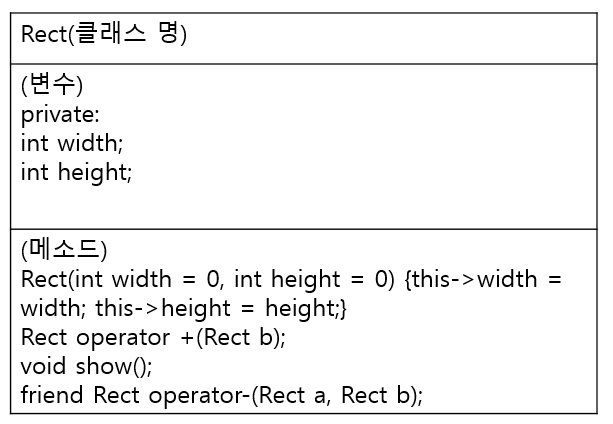 Rect(클래스 명)
(변수)
private:
int width;
int height;
(메소드)
Rect(int width = 0, int height = 0) {this->width =
width; this->height = height;}
Rect operator +(Rect b);
void show();
friend Rect operator-(Rect a, Rect b);